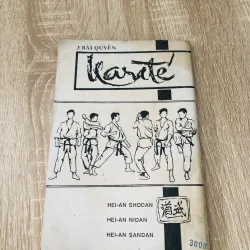 3 BÀI QUYỀN
Karaté
HEI-AN SHODAN
HEI-AN NIDAN
HEI-AN SANDAN